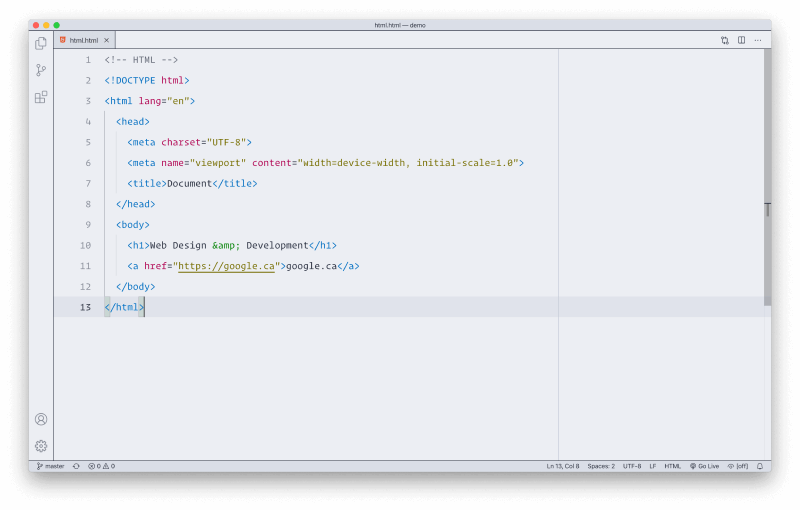 html.html — demo
html.html ×
1 <!-- HTML -->
2 <!DOCTYPE html>
3 <html lang="en">
4 <head>
5 <meta charset="UTF-8">
6 <meta name="viewport" content="width=device-width, initial-scale=1.0">
7 <title>Document</title>
8 </head>
9 <body>
10 <h1>Web Design &amp; Development</h1>
11 <a href="https://google.ca">google.ca</a>
12 </body>
13 </html>
master 0 0 Ln 13, Col 8 Spaces: 2 UTF-8 LF HTML Go Live [off]